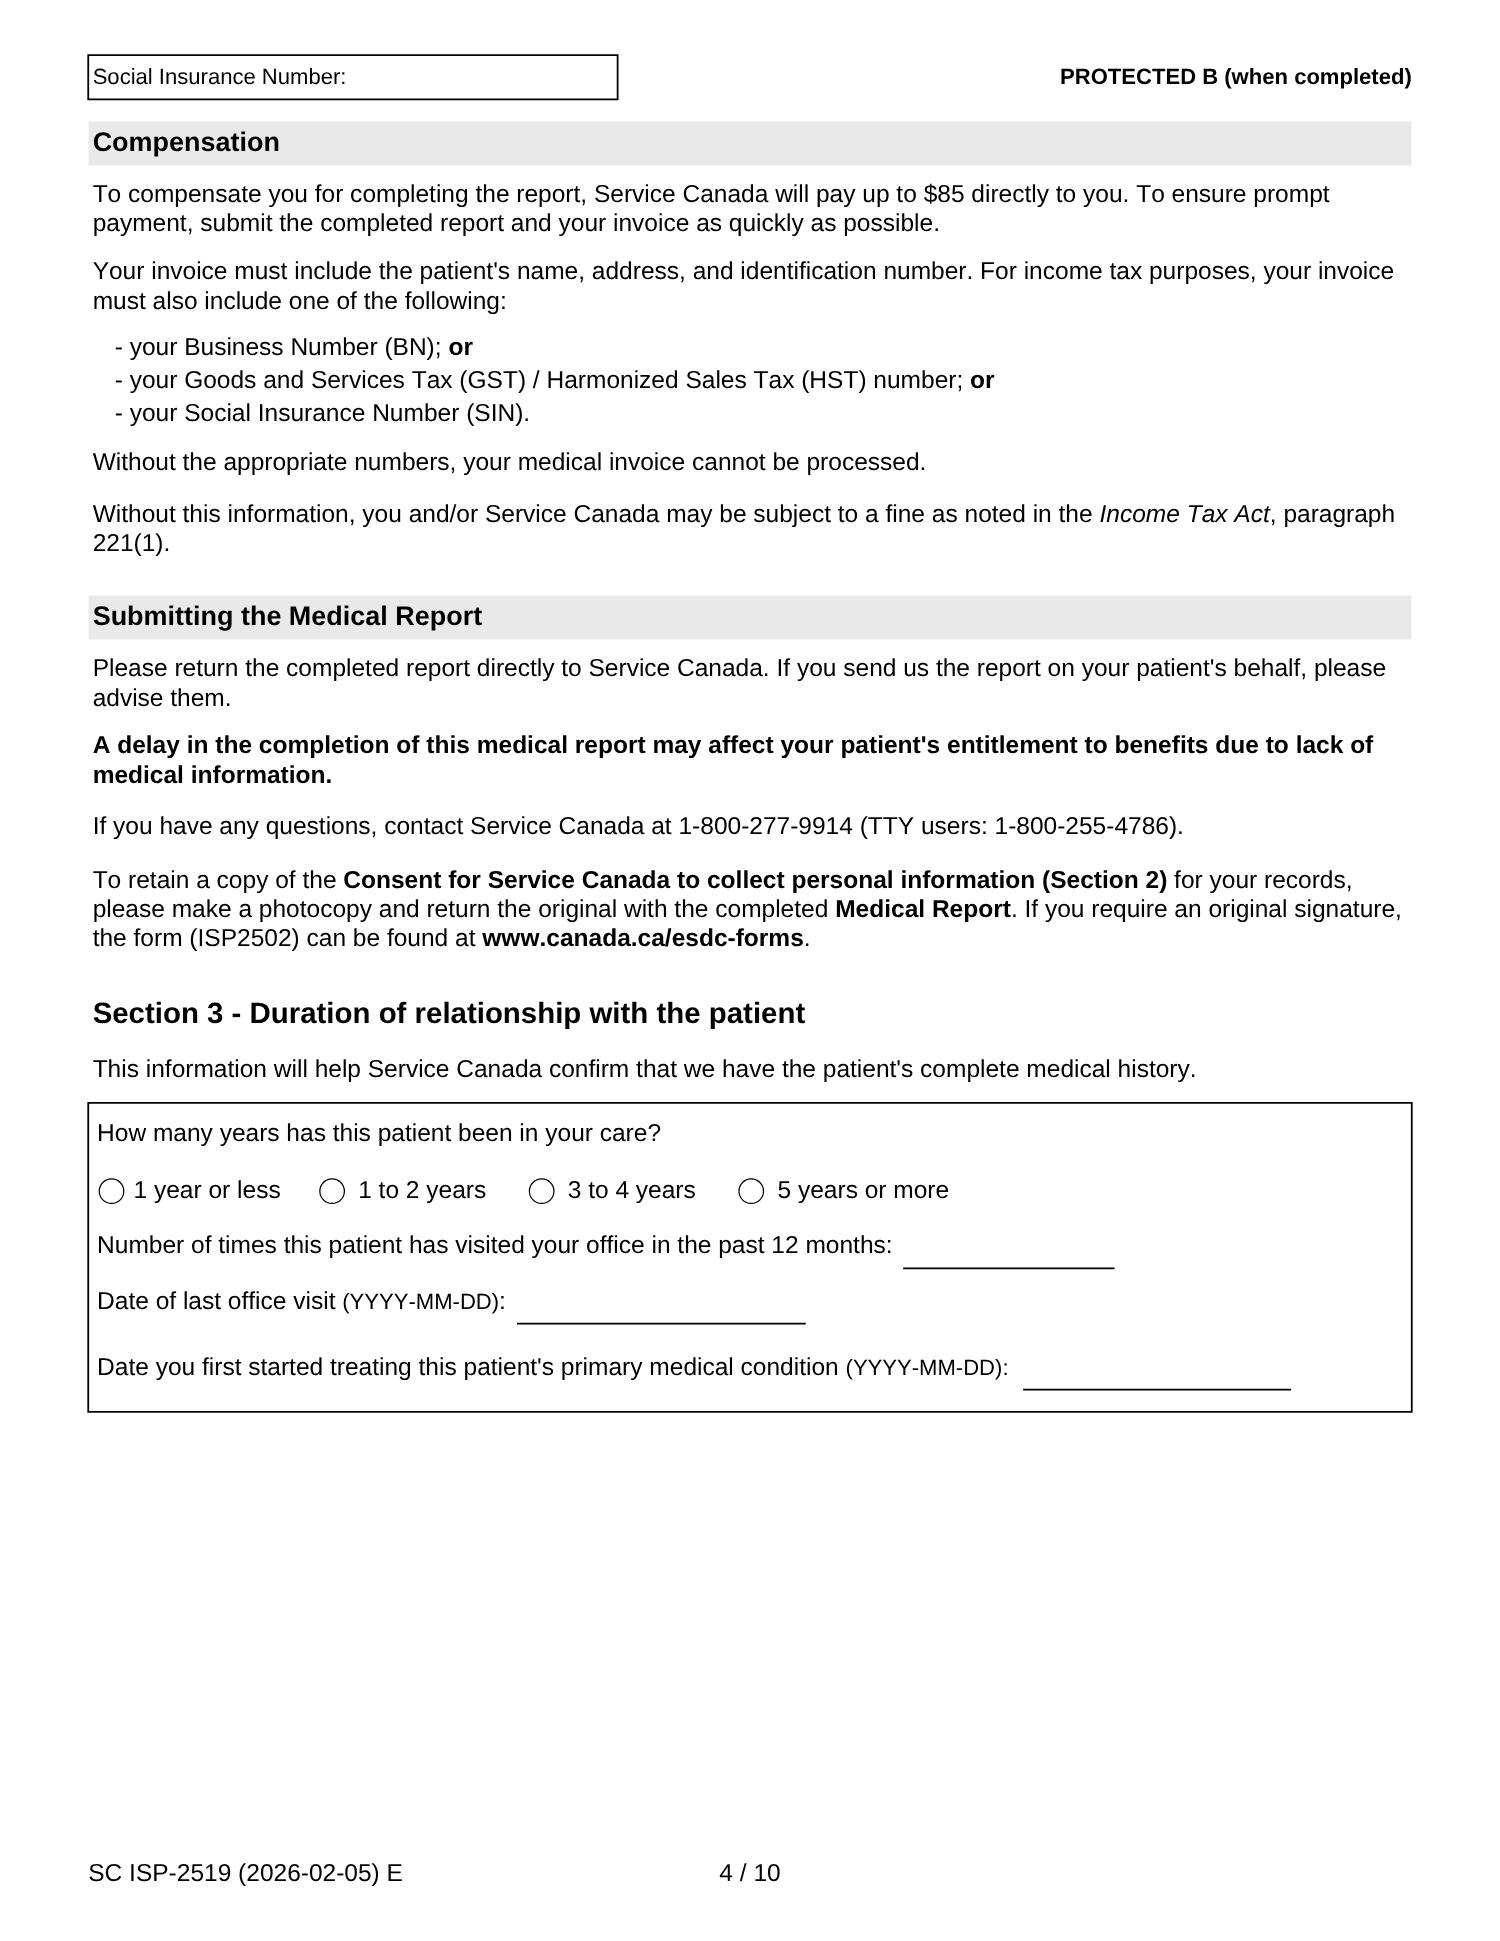 Social Insurance Number:
PROTECTED B (when completed)
Compensation
To compensate you for completing the report, Service Canada will pay up to $85 directly to you. To ensure prompt
payment, submit the completed report and your invoice as quickly as possible.
Your invoice must include the patient's name, address, and identification number. For income tax purposes, your invoice
must also include one of the following:
- your Business Number (BN); or
- your Goods and Services Tax (GST) / Harmonized Sales Tax (HST) number; or
- your Social Insurance Number (SIN).
Without the appropriate numbers, your medical invoice cannot be processed.
Without this information, you and/or Service Canada may be subject to a fine as noted in the Income Tax Act, paragraph
221(1).
Submitting the Medical Report
Please return the completed report directly to Service Canada. If you send us the report on your patient's behalf, please
advise them.
A delay in the completion of this medical report may affect your patient's entitlement to benefits due to lack of
medical information.
If you have any questions, contact Service Canada at 1-800-277-9914 (TTY users: 1-800-255-4786).
To retain a copy of the Consent for Service Canada to collect personal information (Section 2) for your records,
please make a photocopy and return the original with the completed Medical Report. If you require an original signature,
the form (ISP2502) can be found at www.canada.ca/esdc-forms.
Section 3 - Duration of relationship with the patient
This information will help Service Canada confirm that we have the patient's complete medical history.
How many years has this patient been in your care?
1 year or less 1 to 2 years 3 to 4 years 5 years or more
Number of times this patient has visited your office in the past 12 months:
Date of last office visit (YYYY-MM-DD):
Date you first started treating this patient's primary medical condition (YYYY-MM-DD):
SC ISP-2519 (2026-02-05) E 4 / 10